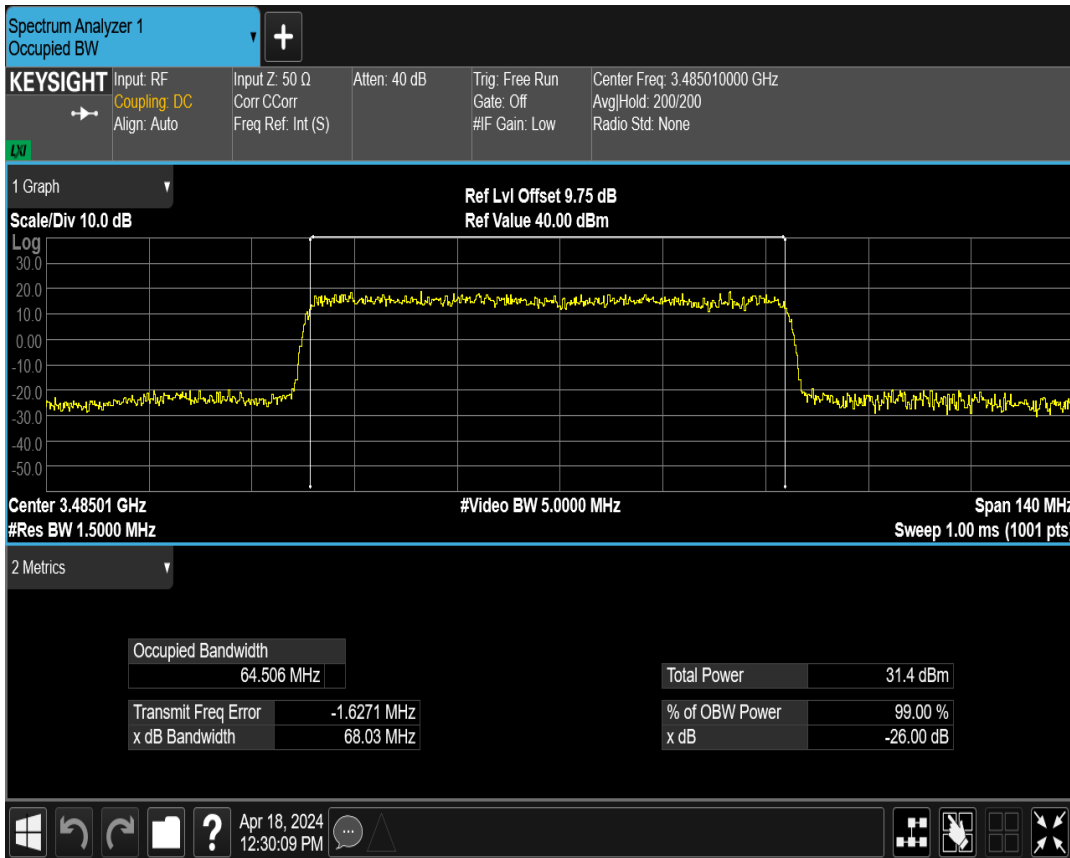 Spectrum Analyzer 1
Occupied BW
+
KEYSIGHT
LXI
Input: RF
Coupling: DC
Align: Auto
Input Z: 50 Ω
Corr CCorr
Freq Ref: Int (S)
Atten: 40 dB
Trig: Free Run
Gate: Off
#IF Gain: Low
Center Freq: 3.485010000 GHz
Avg|Hold: 200/200
Radio Std: None
1 Graph
Scale/Div 10.0 dB
Ref Lvl Offset 9.75 dB
Ref Value 40.00 dBm
Log
30.0
20.0
10.0
0.00
-10.0
-20.0
-30.0
-40.0
-50.0
Center 3.48501 GHz
#Video BW 5.0000 MHz
Span 140 MHz
#Res BW 1.5000 MHz
Sweep 1.00 ms (1001 pts)
2 Metrics
Occupied Bandwidth
64.506 MHz
Total Power 31.4 dBm
Transmit Freq Error -1.6271 MHz
% of OBW Power 99.00 %
x dB Bandwidth 68.03 MHz
x dB -26.00 dB
?
Apr 18, 2024
12:30:09 PM